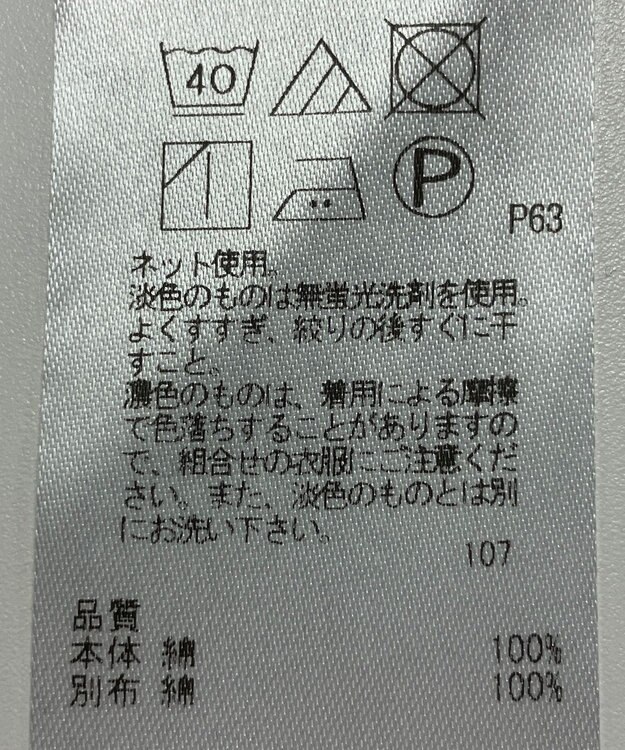 40
P
P63
ネット使用。
淡色のものは無蛍光洗剤を使用。
よくすすぎ、絞りの後すぐに干
すこと。
濃色のものは、着用による摩擦
で色落ちすることがありますの
で、組合せの衣服にご注意くだ
さい。また、淡色のものとは別
にお洗い下さい。
107
品質
本体 綿 100%
別布 綿 100%